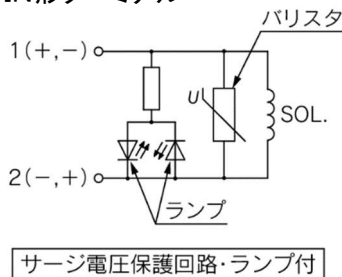 バリスタ
1(+,-)
U
SOL.
2(-,+)
ランプ
サージ電圧保護回路・ランプ付